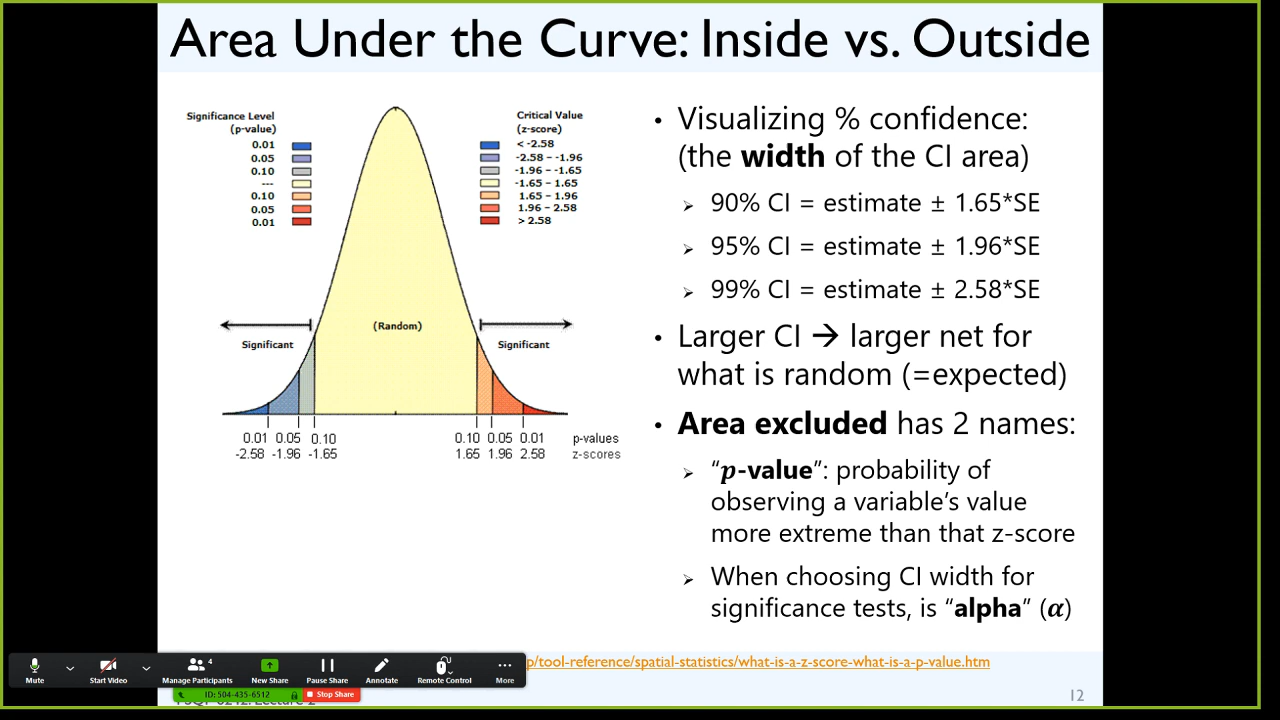 Area Under the Curve: Inside vs. Outside
Significance Level
(p-value)
0.01
0.05
0.10
---
0.10
0.05
0.01
Critical Value
(z-score)
< -2.58
-2.58 – -1.96
-1.96 – -1.65
-1.65 – 1.65
1.65 – 1.96
1.96 – 2.58
> 2.58
(Random)
Significant
Significant
0.01 0.05 0.10
-2.58 -1.96 -1.65
0.10 0.05 0.01 p-values
1.65 1.96 2.58 z-scores
• Visualizing % confidence:
(the width of the CI area)
➢ 90% CI = estimate ± 1.65*SE
➢ 95% CI = estimate ± 1.96*SE
➢ 99% CI = estimate ± 2.58*SE
• Larger CI → larger net for
what is random (=expected)
• Area excluded has 2 names:
➢ “p-value”: probability of
observing a variable’s value
more extreme than that z-score
➢ When choosing CI width for
significance tests, is “alpha” (α)
p/tool-reference/spatial-statistics/what-is-a-z-score-what-is-a-p-value.htm
4
Mute Start Video Manage Participants New Share Pause Share Annotate Remote Control More
ID: 504-435-6512 Stop Share
12